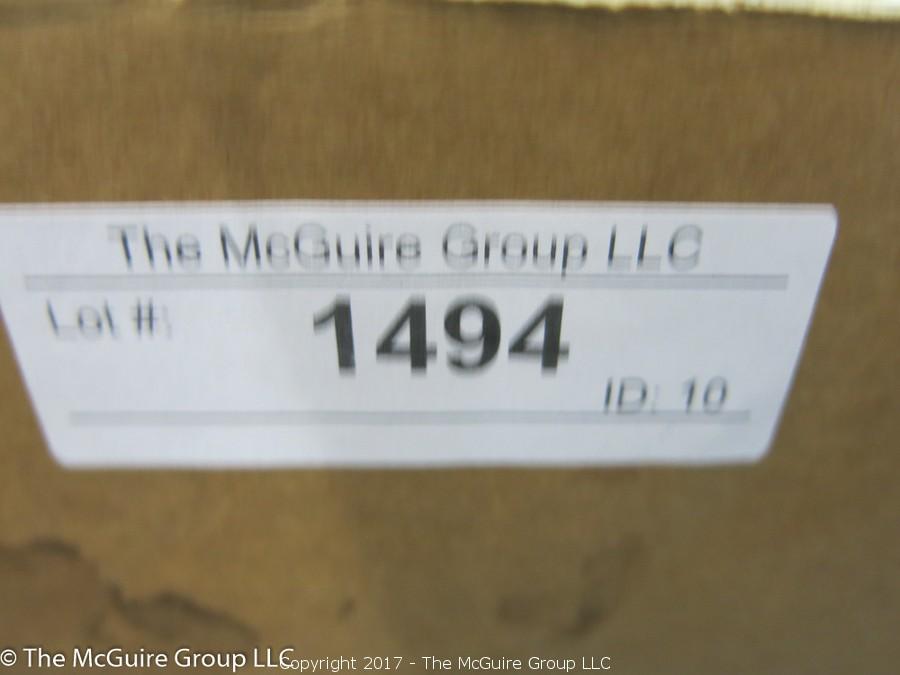 The McGuire Group LLC
Lot #: 1494
ID: 10
© The McGuire Group LLC
Copyright 2017 - The McGuire Group LLC